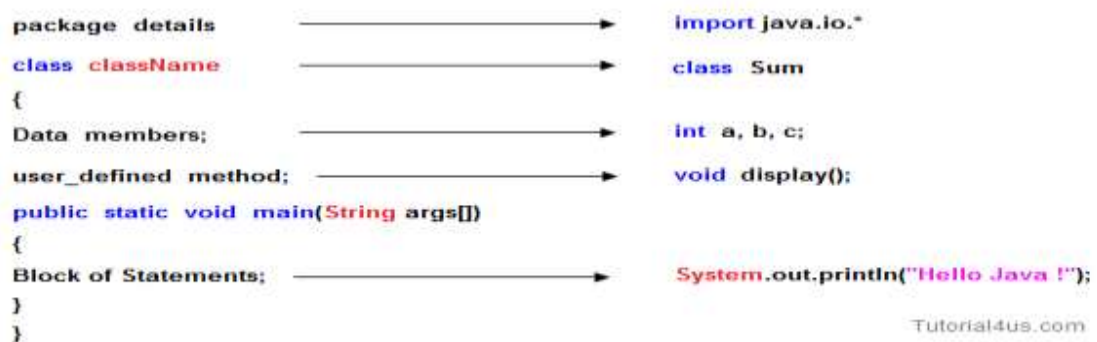 package details import java.io.*
class className class Sum
{
Data members; int a, b, c;
user_defined method; void display();
public static void main(String args[])
{
Block of Statements; System.out.println("Hello Java !");
}
}
Tutorial4us.com